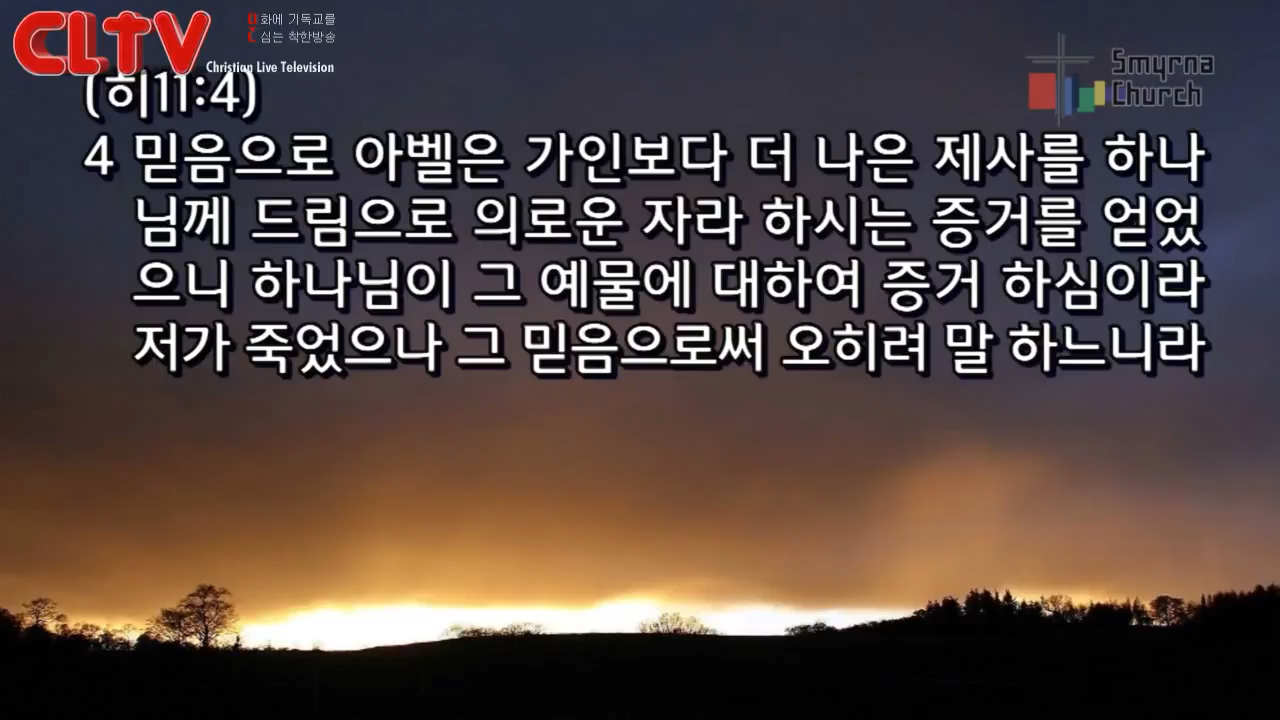 CLTV
화에 기독교를
심는 착한방송
Christian Live Television
Smyrna
Church
(히11:4)
4 믿음으로 아벨은 가인보다 더 나은 제사를 하나
님께 드림으로 의로운 자라 하시는 증거를 얻었
으니 하나님이 그 예물에 대하여 증거 하심이라
저가 죽었으나 그 믿음으로써 오히려 말 하느니라